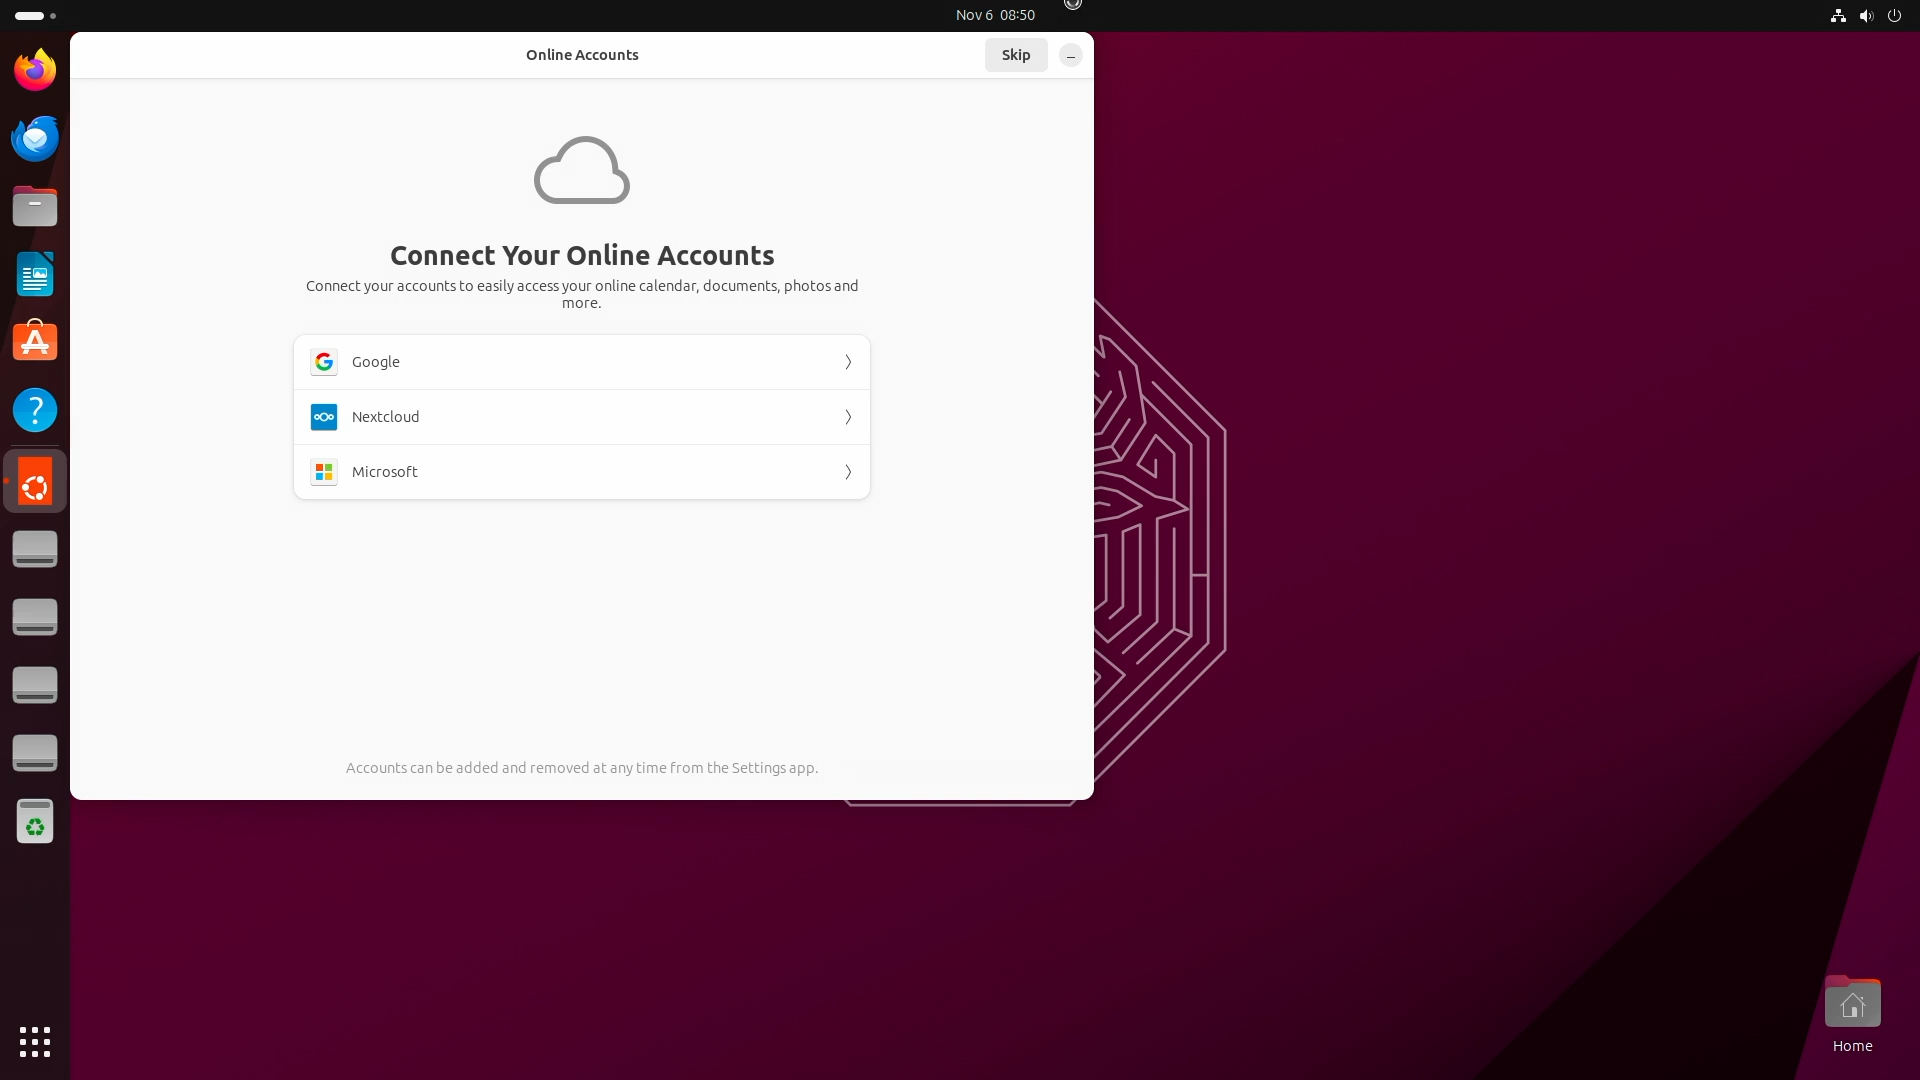 Nov 6 08:50
Online Accounts
Skip
Connect Your Online Accounts
Connect your accounts to easily access your online calendar, documents, photos and
more.
Google
Nextcloud
Microsoft
Accounts can be added and removed at any time from the Settings app.
Home